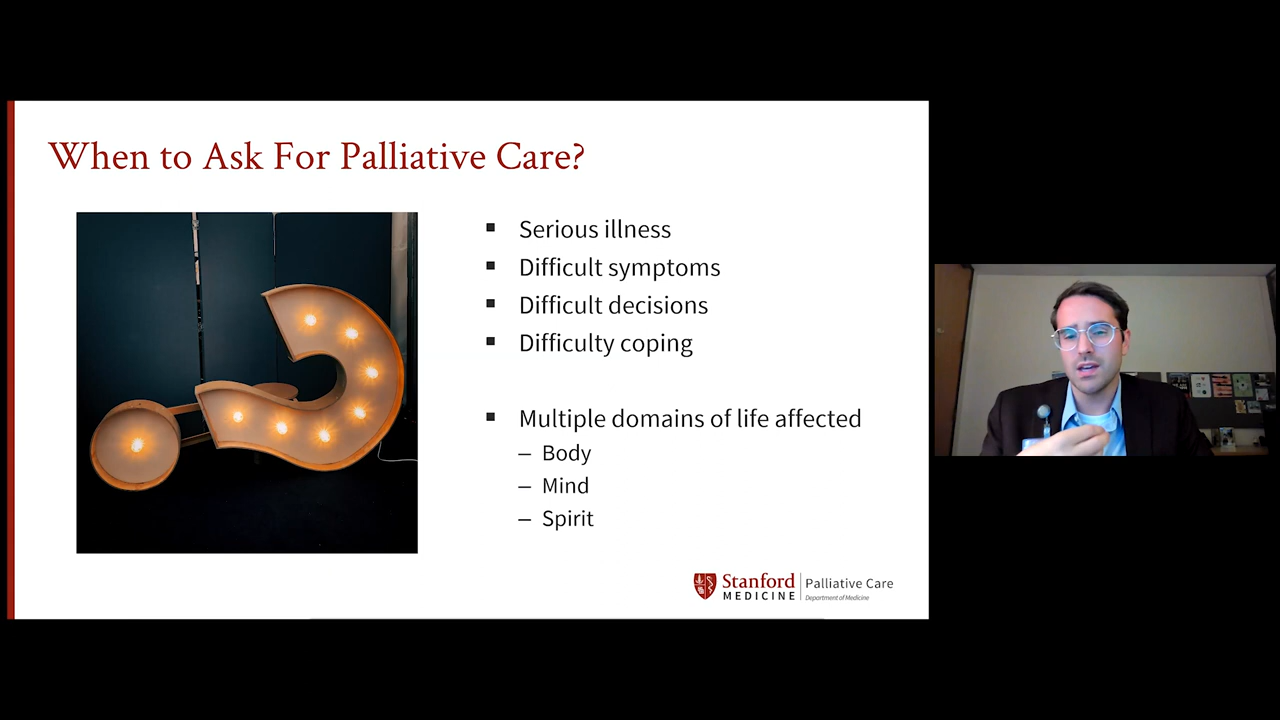 When to Ask For Palliative Care?
Serious illness
Difficult symptoms
Difficult decisions
Difficulty coping
Multiple domains of life affected
– Body
– Mind
– Spirit
Stanford
MEDICINE
Palliative Care
Department of Medicine